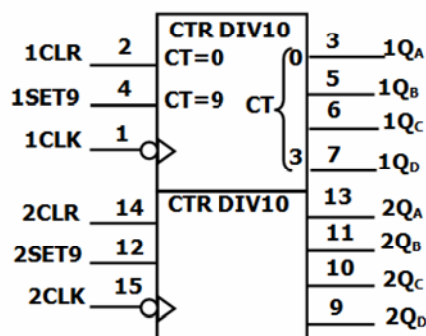 CTR DIV10
1CLR 2 CT=0 0 3 1QA
1SET9 4 CT=9 CT 5 1QB
6 1QC
1CLK 1 3 7 1QD
CTR DIV10
2CLR 14 13 2QA
2SET9 12 11 2QB
2CLK 15 10 2QC
9 2QD